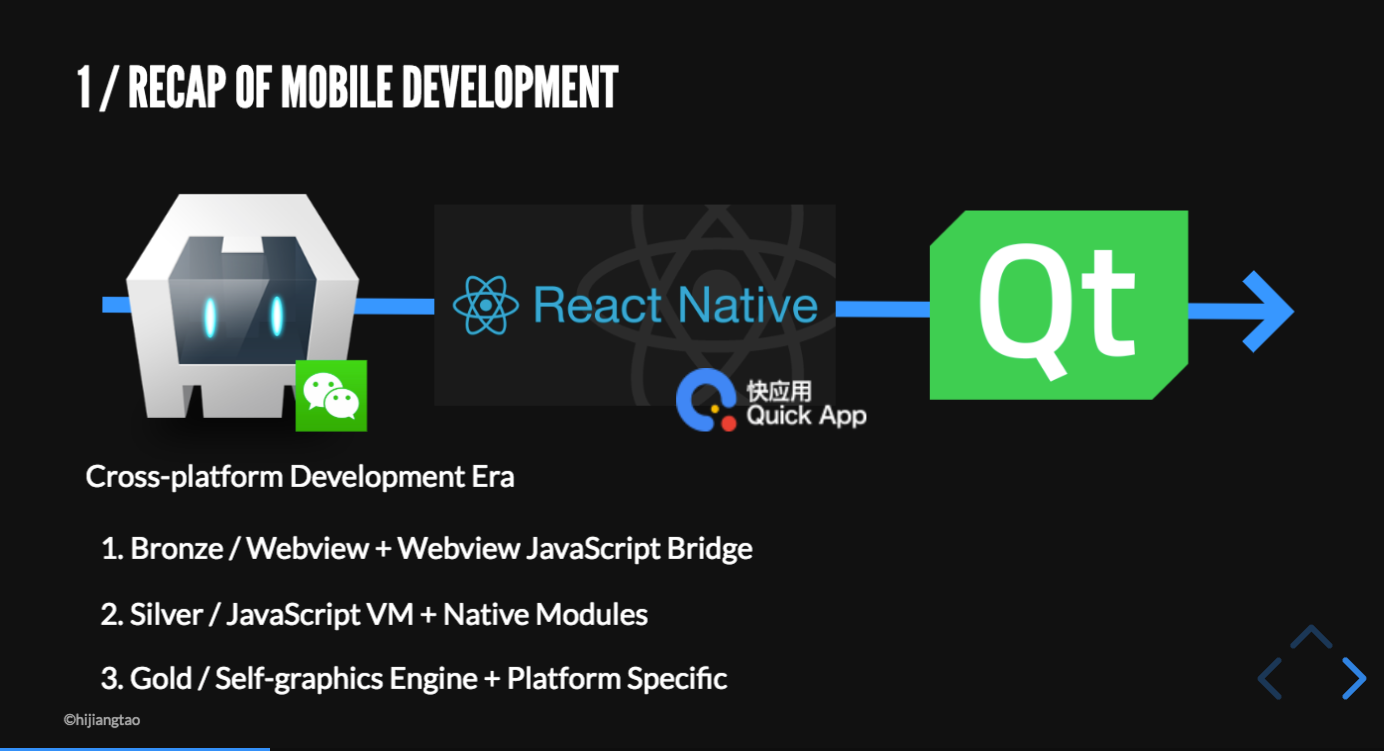 1 / RECAP OF MOBILE DEVELOPMENT
React Native
Qt
快应用
Quick App
Cross-platform Development Era
1. Bronze / Webview + Webview JavaScript Bridge
2. Silver / JavaScript VM + Native Modules
3. Gold / Self-graphics Engine + Platform Specific
©hijiangtao